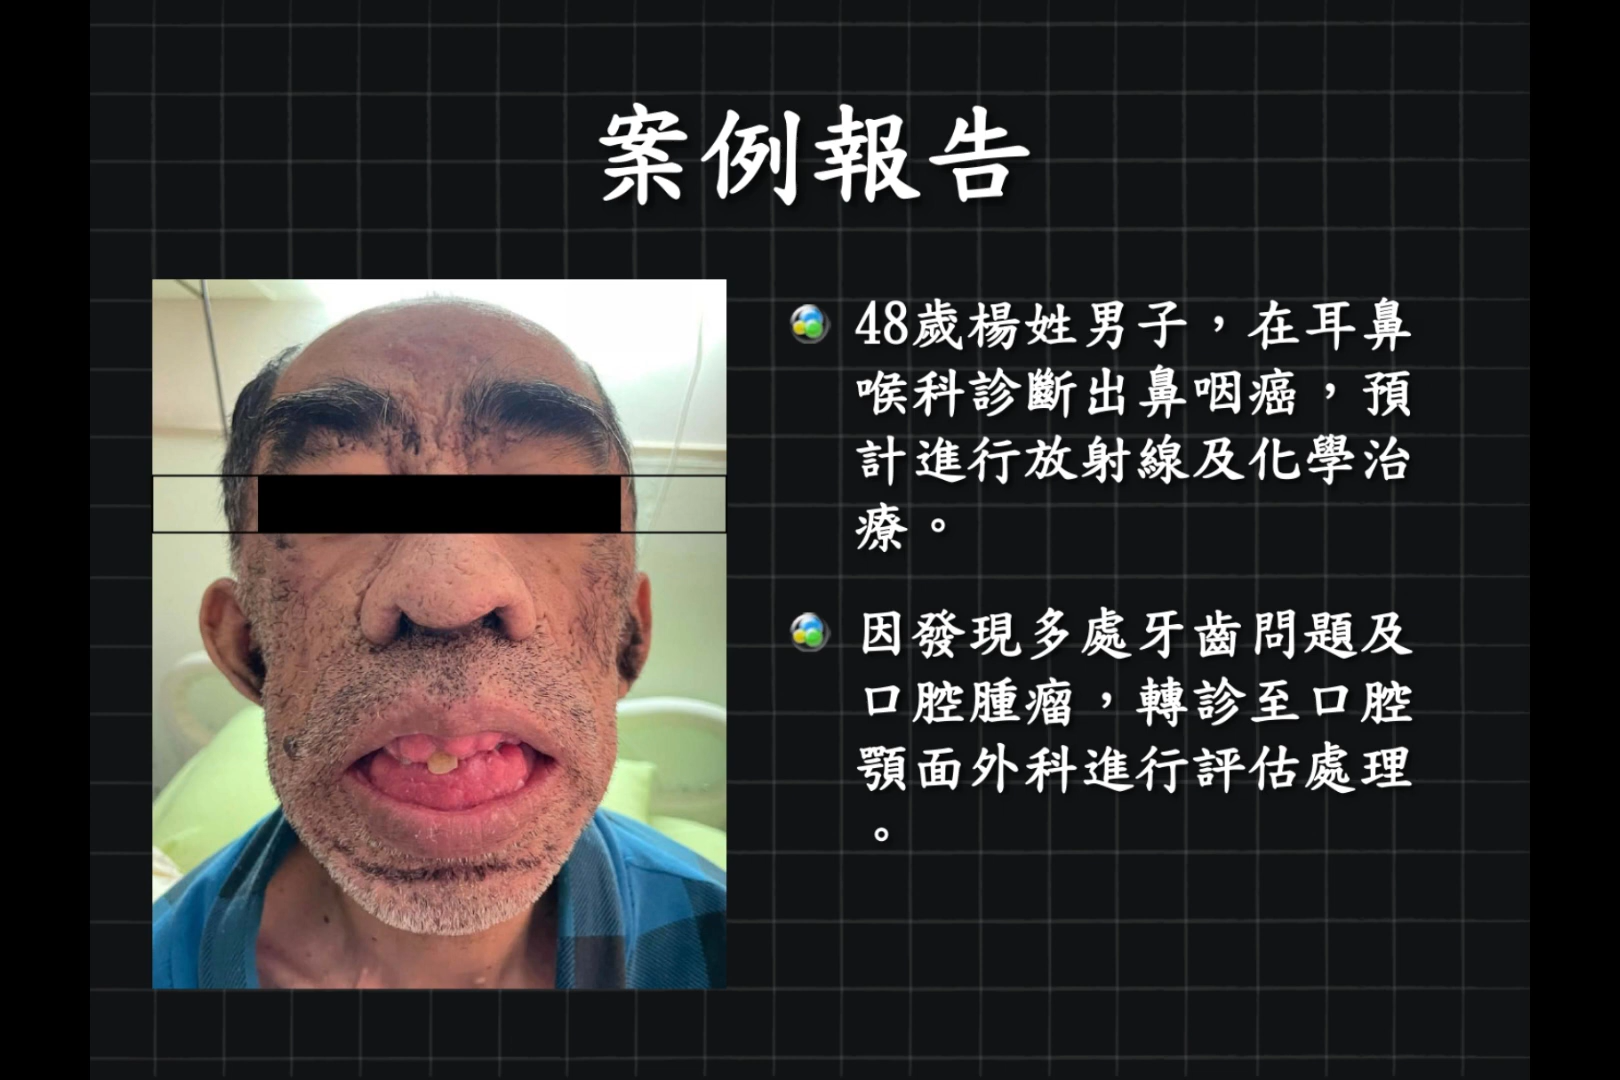 案例報告
48歲楊姓男子，在耳鼻
喉科診斷出鼻咽癌，預
計進行放射線及化學治
療。
因發現多處牙齒問題及
口腔腫瘤，轉診至口腔
顎面外科進行評估處理
。